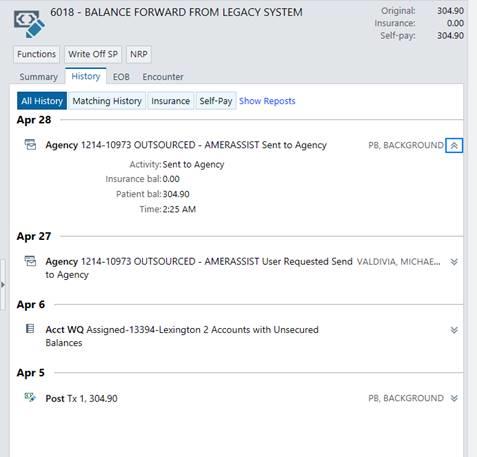 6018 - BALANCE FORWARD FROM LEGACY SYSTEM
Original: 304.90
Insurance: 0.00
Self-pay: 304.90
Functions Write Off SP NRP
Summary History EOB Encounter
All History Matching History Insurance Self-Pay Show Reposts
Apr 28
Agency 1214-10973 OUTSOURCED - AMERASSIST Sent to Agency PB, BACKGROUND
Activity: Sent to Agency
Insurance bal: 0.00
Patient bal: 304.90
Time: 2:25 AM
Apr 27
Agency 1214-10973 OUTSOURCED - AMERASSIST User Requested Send VALDIVIA, MICHAE...
to Agency
Apr 6
Acct WQ Assigned-13394-Lexington 2 Accounts with Unsecured
Balances
Apr 5
Post Tx 1, 304.90 PB, BACKGROUND